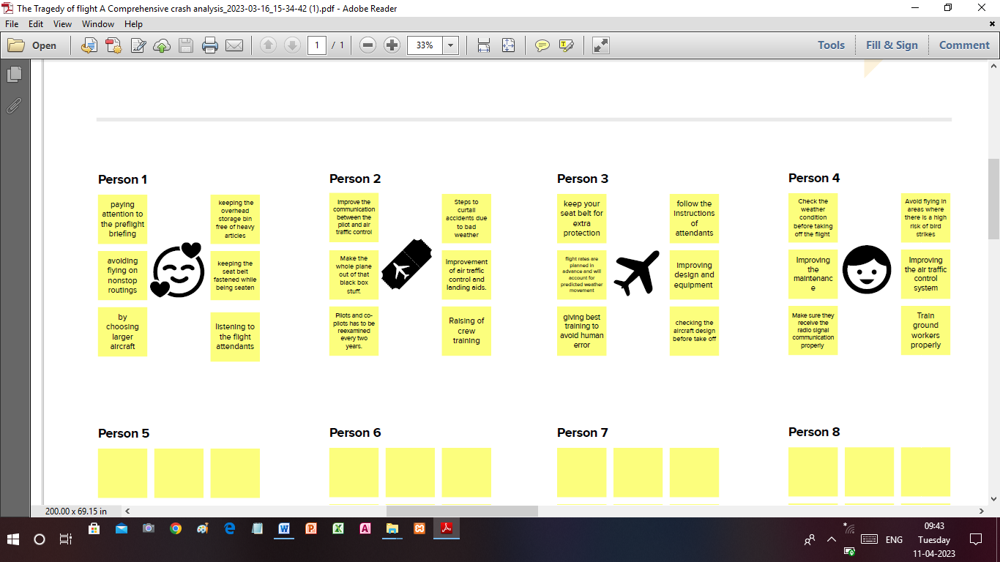 The Tragedy of flight A Comprehensive crash analysis_2023-03-16_15-34-42 (1).pdf - Adobe Reader
File Edit View Window Help
Open
1 / 1
33%
Tools
Fill & Sign
Comment
Person 1
paying
attention to
the preflight
briefing
keeping the
overhead
storage bin
free of heavy
articles
avoiding
flying on
nonstop
routings
keeping the
seat belt
fastened while
being seaten
by
choosing
larger
aircraft
listening to
the flight
attendants
Person 2
Improve the
communication
between the
pilot and air
traffic control
Steps to
curtail
accidents due
to bad
weather
Make the
whole plane
out of that
black box
stuff.
Improvement
of air traffic
control and
landing aids.
Pilots and co-
pilots has to be
reexamined
every two
years.
Raising of
crew
training
Person 3
keep your
seat belt for
extra
protection
follow the
instructions
of
attendants
flight rates are
planned in
advance and will
account for
predicted weather
movement
Improving
design and
equipment
giving best
training to
avoid human
error
checking the
aircraft design
before take off
Person 4
Check the
weather
condition
before taking
off the flight
Avoid flying in
areas where
there is a high
risk of bird
strikes
Improving
the
maintenanc
e
Improving
the air traffic
control
system
Make sure they
receive the
radio signal
communication
properly
Train
ground
workers
properly
Person 5
Person 6
Person 7
Person 8
200.00 x 69.15 in
ENG
09:43
Tuesday
11-04-2023